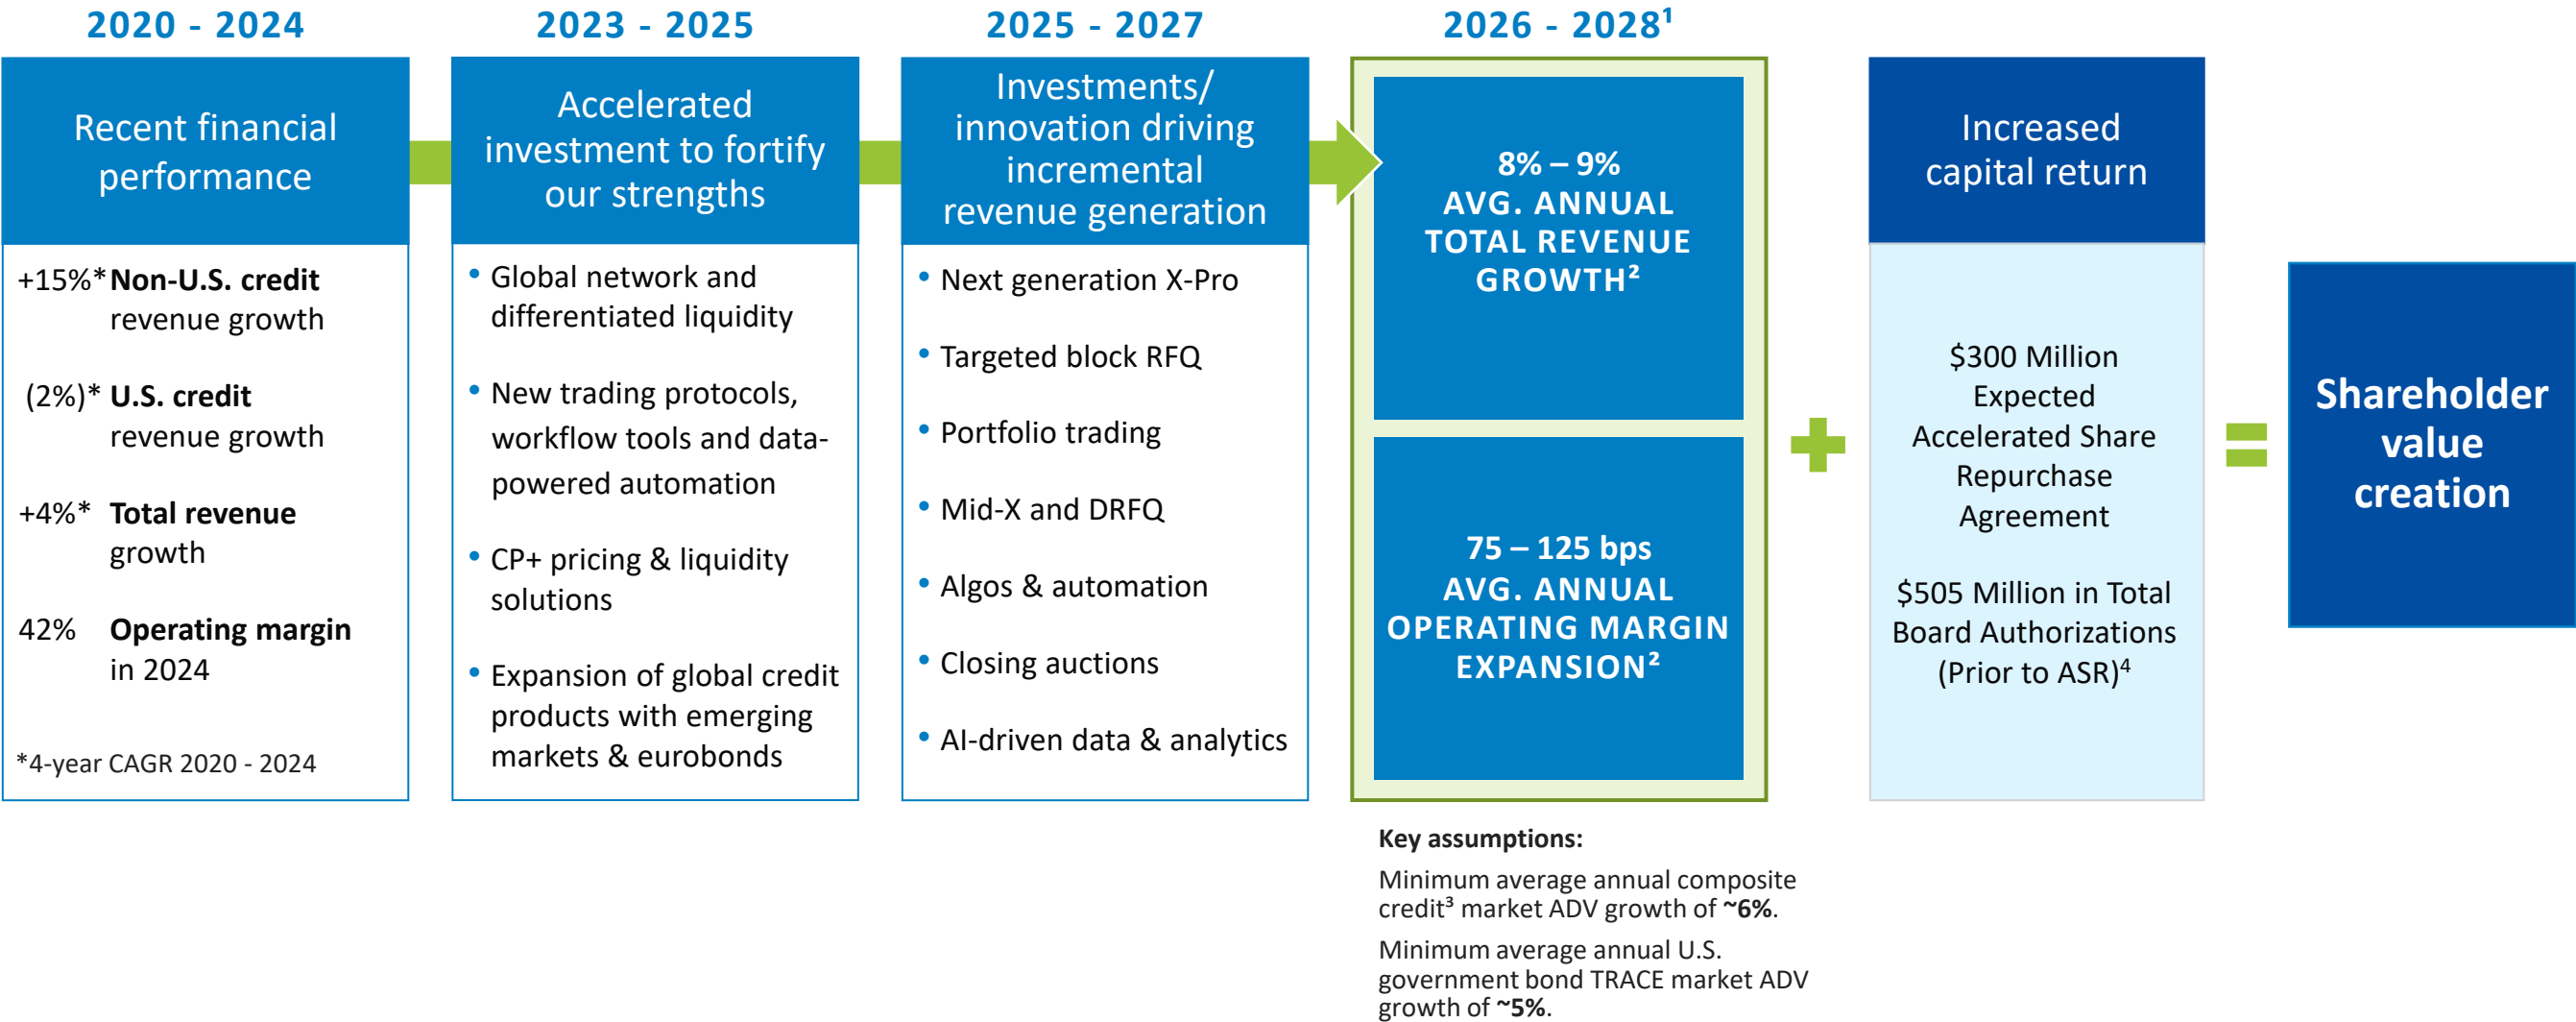 2020 - 2024
Recent financial
performance
+15%* Non-U.S. credit
revenue growth
(2%)* U.S. credit
revenue growth
+4%* Total revenue
growth
42% Operating margin
in 2024
*4-year CAGR 2020 - 2024
2023 - 2025
Accelerated
investment to fortify
our strengths
• Global network and
differentiated liquidity
• New trading protocols,
workflow tools and data-
powered automation
• CP+ pricing & liquidity
solutions
• Expansion of global credit
products with emerging
markets & eurobonds
2025 - 2027
Investments/
innovation driving
incremental
revenue generation
• Next generation X-Pro
• Targeted block RFQ
• Portfolio trading
• Mid-X and DRFQ
• Algos & automation
• Closing auctions
• AI-driven data & analytics
2026 - 2028¹
8% – 9%
AVG. ANNUAL
TOTAL REVENUE
GROWTH²
75 – 125 bps
AVG. ANNUAL
OPERATING MARGIN
EXPANSION²
Key assumptions:
Minimum average annual composite
credit³ market ADV growth of ~6%.
Minimum average annual U.S.
government bond TRACE market ADV
growth of ~5%.
Increased
capital return
$300 Million
Expected
Accelerated Share
Repurchase
Agreement
$505 Million in Total
Board Authorizations
(Prior to ASR)⁴
Shareholder
value
creation